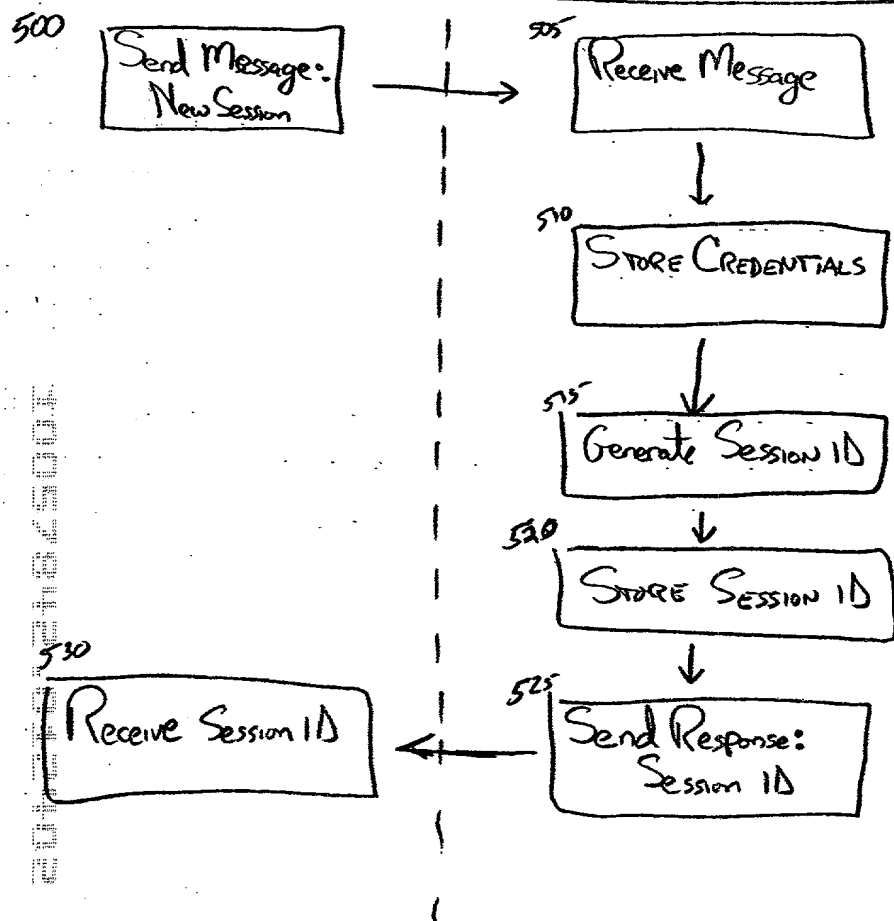 500
Send Message:
New Session
505
Receive Message
510
STORE CREDENTIALS
515
Generate Session ID
520
STORE SESSION ID
525
Send Response:
Session ID
530
Receive Session ID